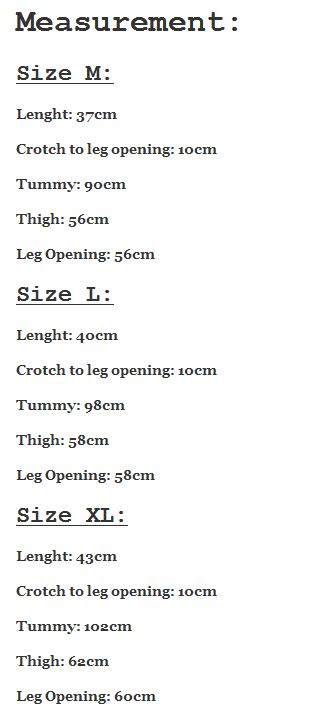 Measurement:
Size M:
Lenght: 37cm
Crotch to leg opening: 10cm
Tummy: 90cm
Thigh: 56cm
Leg Opening: 56cm
Size L:
Lenght: 40cm
Crotch to leg opening: 10cm
Tummy: 98cm
Thigh: 58cm
Leg Opening: 58cm
Size XL:
Lenght: 43cm
Crotch to leg opening: 10cm
Tummy: 102cm
Thigh: 62cm
Leg Opening: 60cm